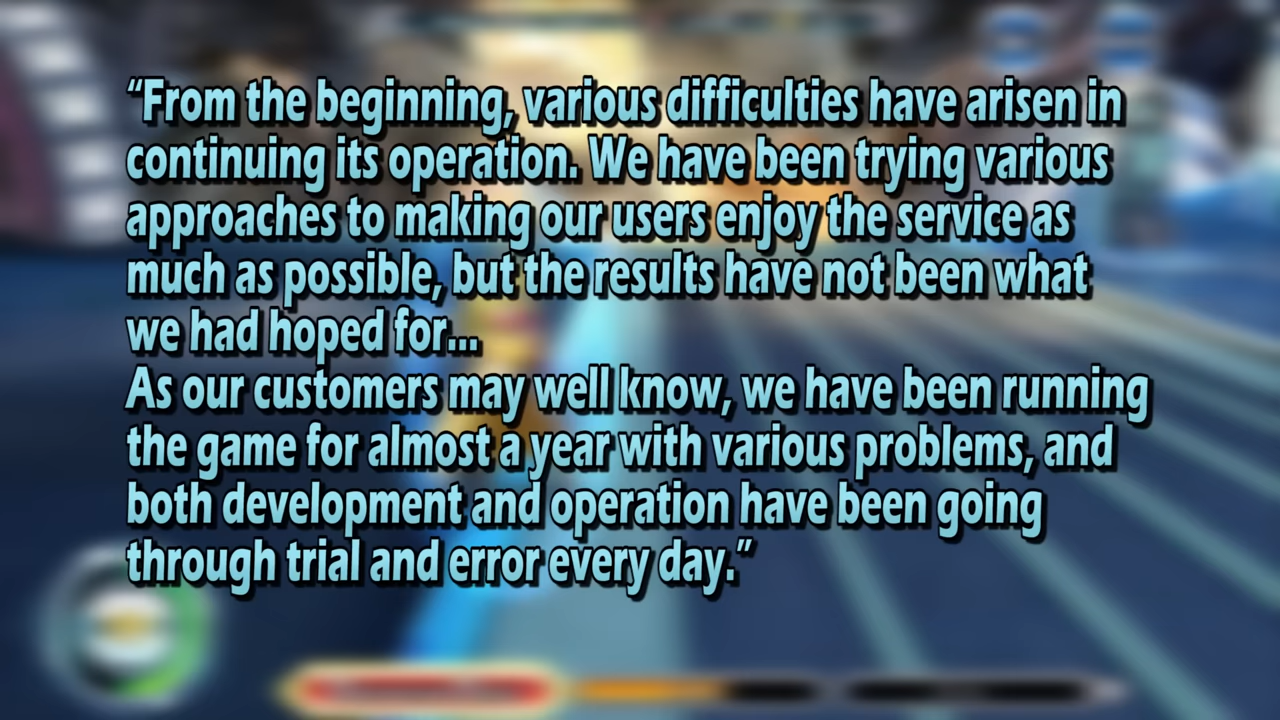 “From the beginning, various difficulties have arisen in
continuing its operation. We have been trying various
approaches to making our users enjoy the service as
much as possible, but the results have not been what
we had hoped for...
As our customers may well know, we have been running
the game for almost a year with various problems, and
both development and operation have been going
through trial and error every day.”